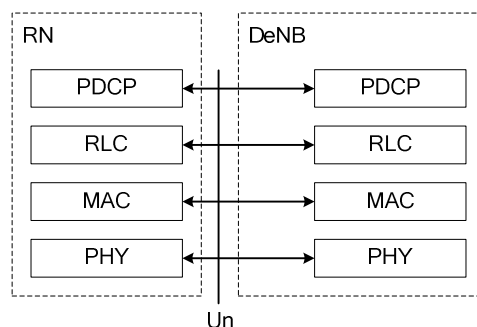 RN DeNB
PDCP PDCP
RLC RLC
MAC MAC
PHY PHY
Un